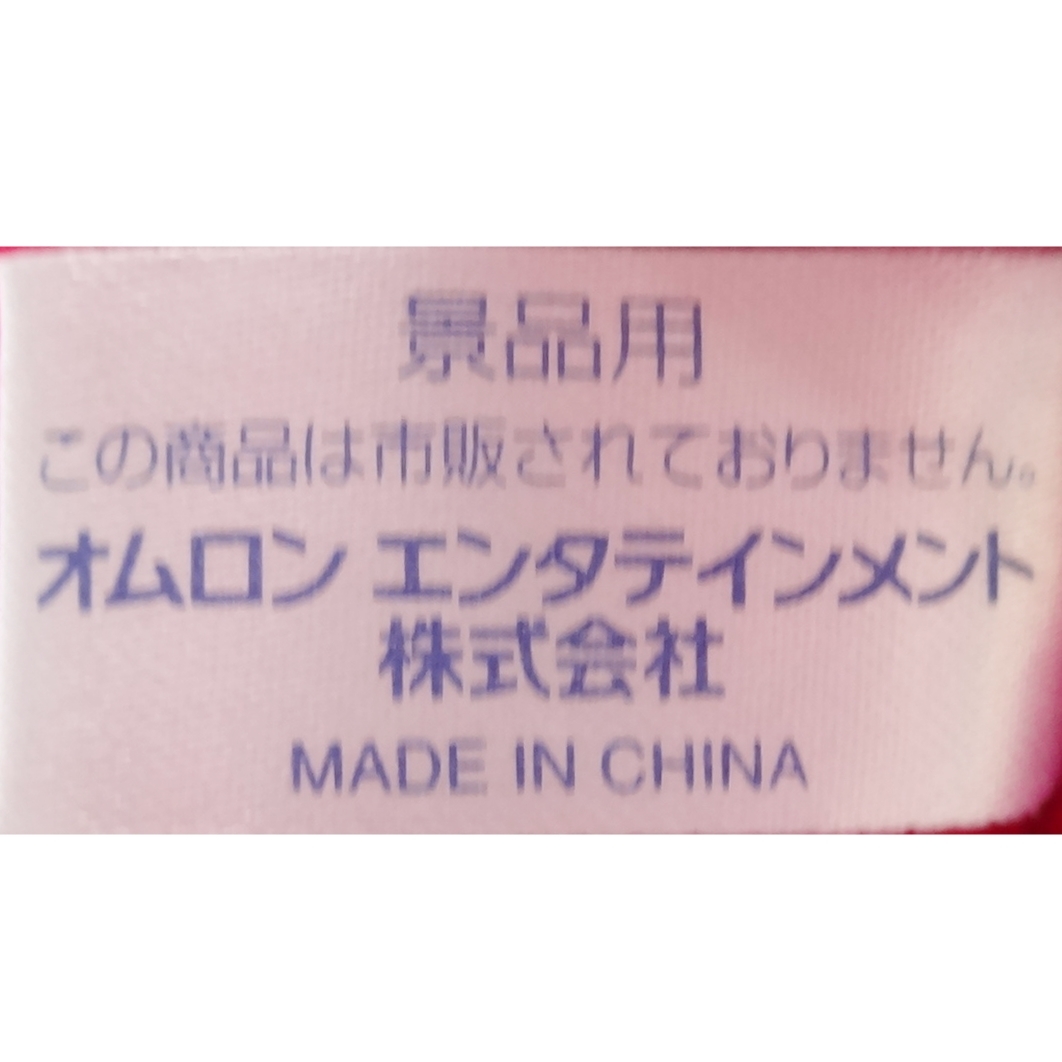 景品用
この商品は市販されておりません。
オムロン エンタテインメント
株式会社
MADE IN CHINA